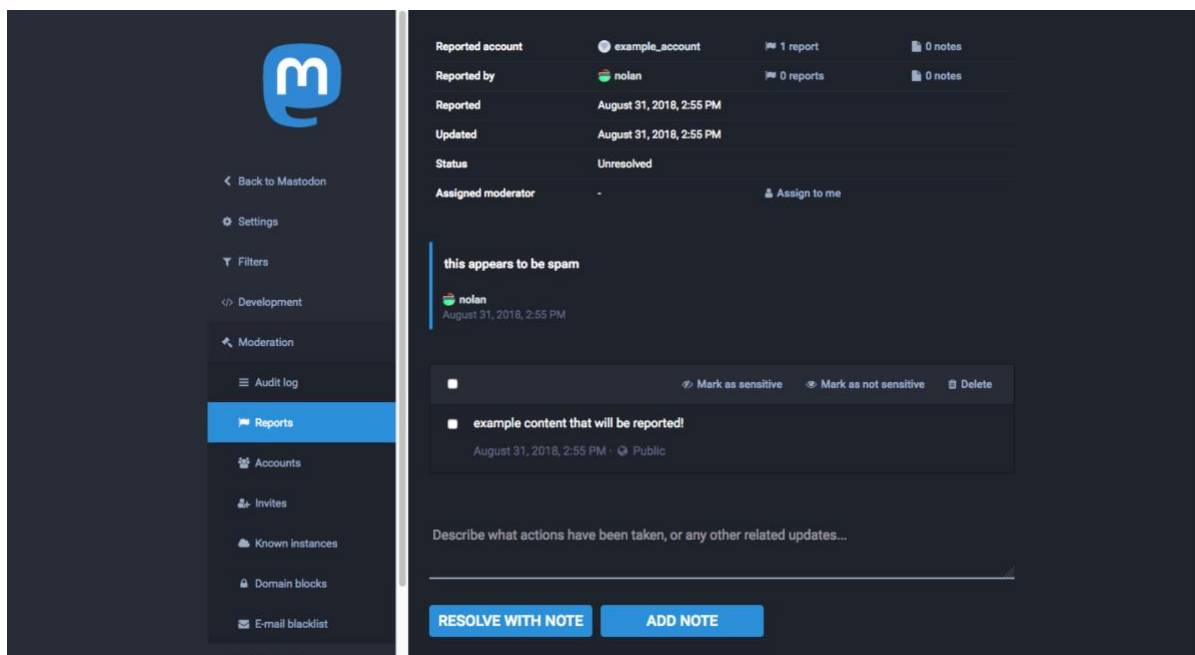 Back to Mastodon
Settings
Filters
Development
Moderation
Audit log
Reports
Accounts
Invites
Known instances
Domain blocks
E-mail blacklist
Reported account example_account 1 report 0 notes
Reported by nolan 0 reports 0 notes
Reported August 31, 2018, 2:55 PM
Updated August 31, 2018, 2:55 PM
Status Unresolved
Assigned moderator - Assign to me
this appears to be spam
nolan
August 31, 2018, 2:55 PM
Mark as sensitive Mark as not sensitive Delete
example content that will be reported!
August 31, 2018, 2:55 PM · Public
Describe what actions have been taken, or any other related updates...
RESOLVE WITH NOTE ADD NOTE